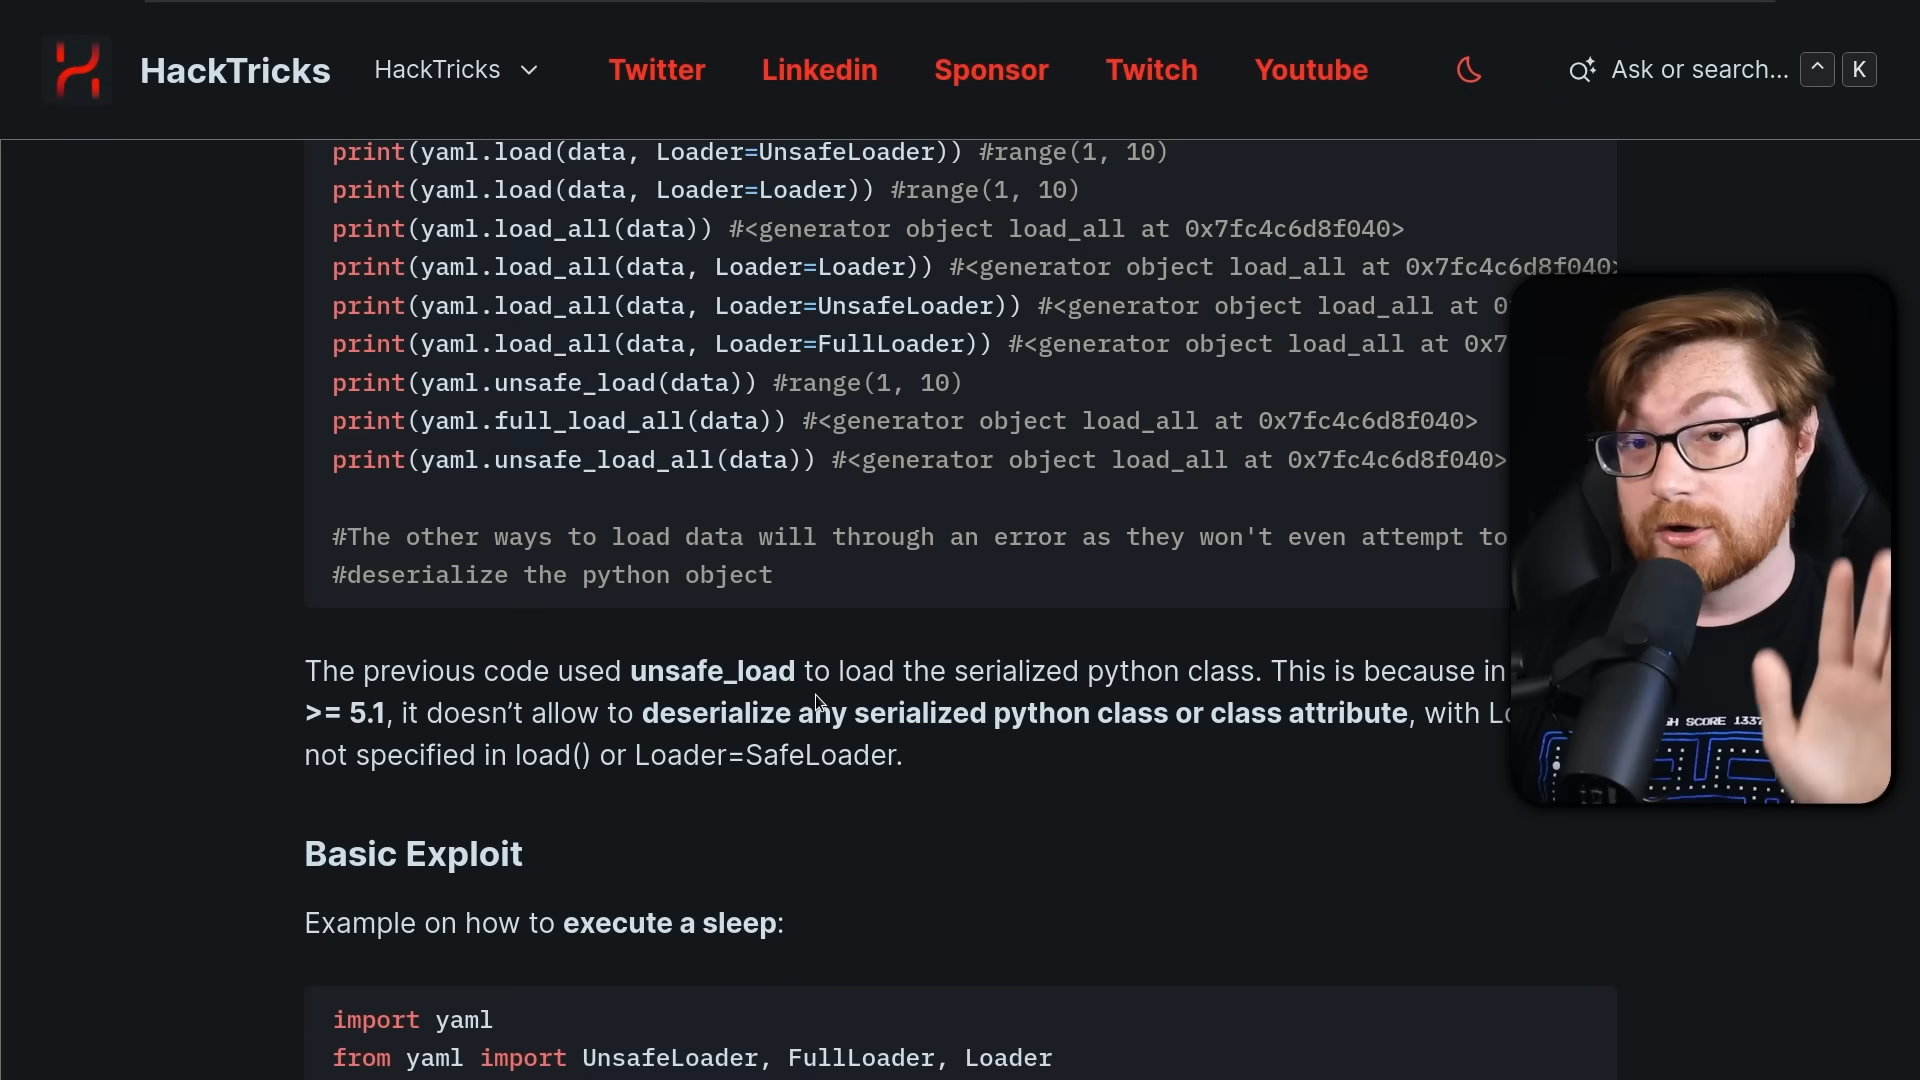 HackTricks HackTricks Twitter Linkedin Sponsor Twitch Youtube Ask or search... ^ K
print(yaml.load(data, Loader=UnsafeLoader)) #range(1, 10)
print(yaml.load(data, Loader=Loader)) #range(1, 10)
print(yaml.load_all(data)) #<generator object load_all at 0x7fc4c6d8f040>
print(yaml.load_all(data, Loader=Loader)) #<generator object load_all at 0x7fc4c6d8f040>
print(yaml.load_all(data, Loader=UnsafeLoader)) #<generator object load_all at 0
print(yaml.load_all(data, Loader=FullLoader)) #<generator object load_all at 0x7
print(yaml.unsafe_load(data)) #range(1, 10)
print(yaml.full_load_all(data)) #<generator object load_all at 0x7fc4c6d8f040>
print(yaml.unsafe_load_all(data)) #<generator object load_all at 0x7fc4c6d8f040>
#The other ways to load data will through an error as they won't even attempt to
#deserialize the python object
The previous code used unsafe_load to load the serialized python class. This is because in
>= 5.1, it doesn’t allow to deserialize any serialized python class or class attribute, with Lo
not specified in load() or Loader=SafeLoader.
SCORE 1337
Basic Exploit
Example on how to execute a sleep:
import yaml
from yaml import UnsafeLoader, FullLoader, Loader